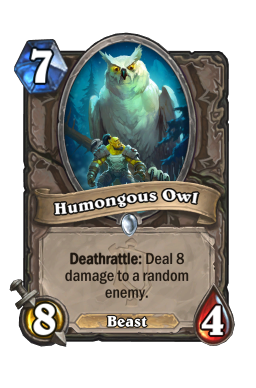 7
Humongous Owl
Deathrattle: Deal 8
damage to a random
enemy.
8
Beast
4